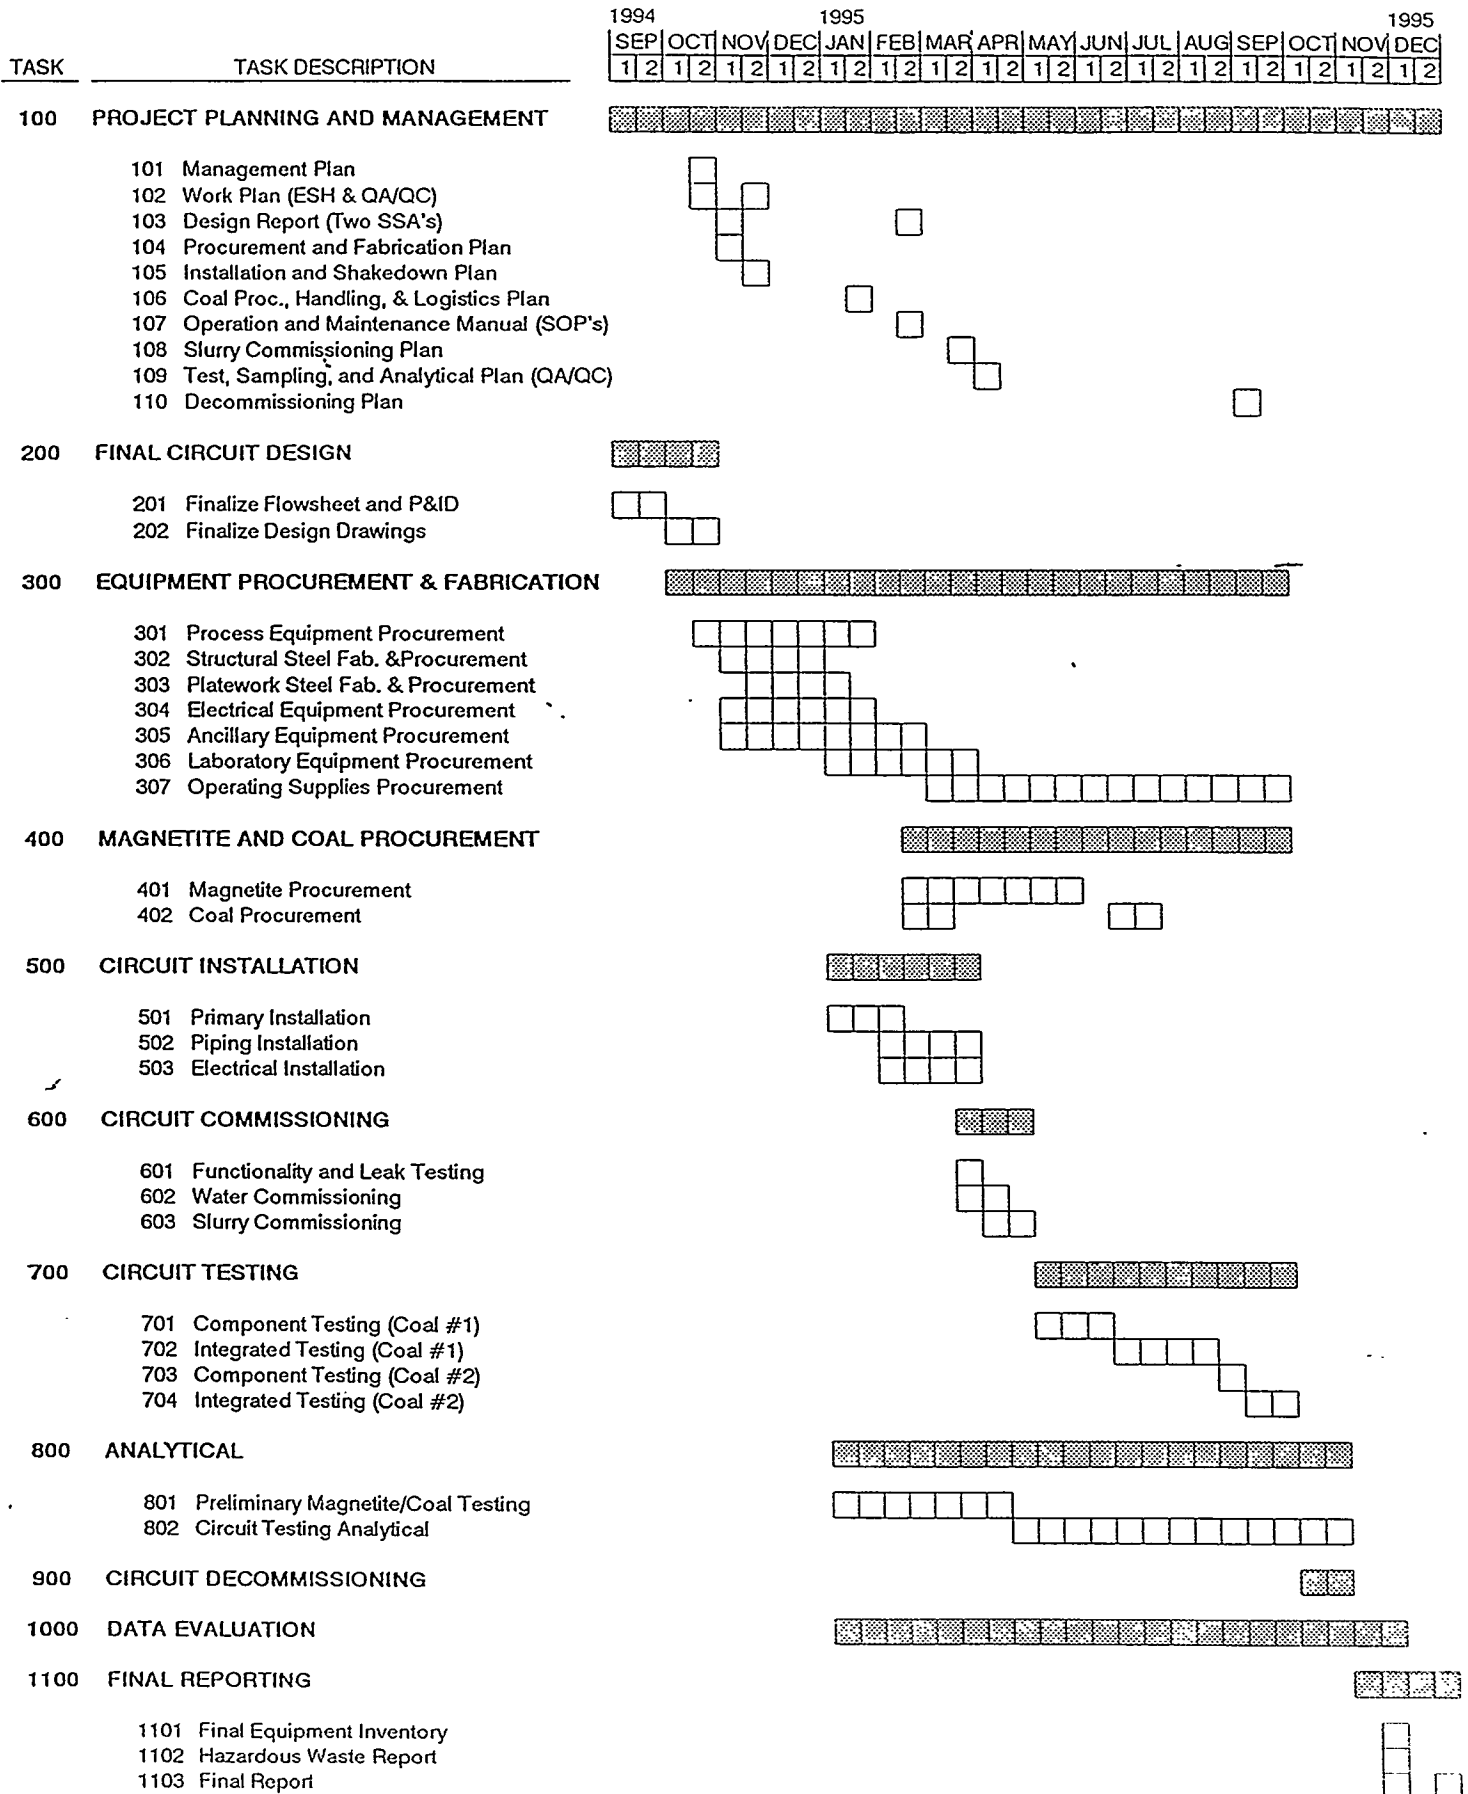 1994 1995 1995
SEP OCT NOV DEC JAN FEB MAR APR MAY JUN JUL AUG SEP OCT NOV DEC
TASK TASK DESCRIPTION 1 2 1 2 1 2 1 2 1 2 1 2 1 2 1 2 1 2 1 2 1 2 1 2 1 2 1 2 1 2 1 2
100 PROJECT PLANNING AND MANAGEMENT
101 Management Plan
102 Work Plan (ESH & QA/QC)
103 Design Report (Two SSA's)
104 Procurement and Fabrication Plan
105 Installation and Shakedown Plan
106 Coal Proc., Handling, & Logistics Plan
107 Operation and Maintenance Manual (SOP's)
108 Slurry Commissioning Plan
109 Test, Sampling, and Analytical Plan (QA/QC)
110 Decommissioning Plan
200 FINAL CIRCUIT DESIGN
201 Finalize Flowsheet and P&ID
202 Finalize Design Drawings
300 EQUIPMENT PROCUREMENT & FABRICATION
301 Process Equipment Procurement
302 Structural Steel Fab. &Procurement
303 Platework Steel Fab. & Procurement
304 Electrical Equipment Procurement
305 Ancillary Equipment Procurement
306 Laboratory Equipment Procurement
307 Operating Supplies Procurement
400 MAGNETITE AND COAL PROCUREMENT
401 Magnetite Procurement
402 Coal Procurement
500 CIRCUIT INSTALLATION
501 Primary Installation
502 Piping Installation
503 Electrical Installation
600 CIRCUIT COMMISSIONING
601 Functionality and Leak Testing
602 Water Commissioning
603 Slurry Commissioning
700 CIRCUIT TESTING
701 Component Testing (Coal #1)
702 Integrated Testing (Coal #1)
703 Component Testing (Coal #2)
704 Integrated Testing (Coal #2)
800 ANALYTICAL
801 Preliminary Magnetite/Coal Testing
802 Circuit Testing Analytical
900 CIRCUIT DECOMMISSIONING
1000 DATA EVALUATION
1100 FINAL REPORTING
1101 Final Equipment Inventory
1102 Hazardous Waste Report
1103 Final Report